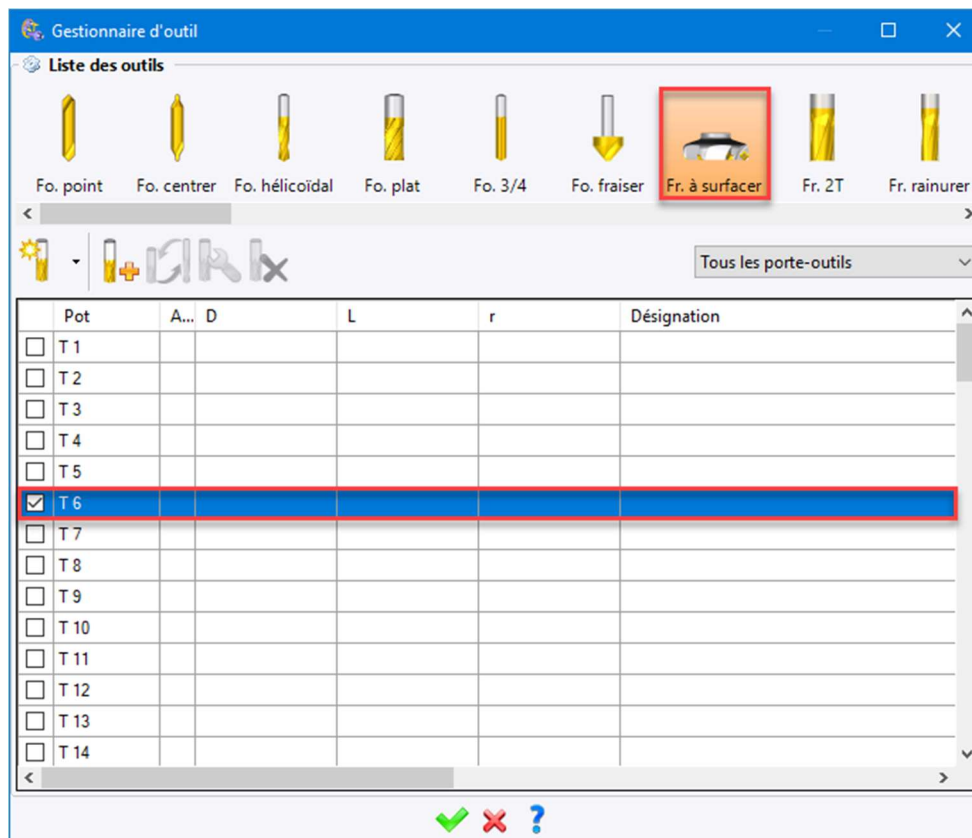 Gestionnaire d'outil
Liste des outils
Fo. point Fo. centrer Fo. hélicoïdal Fo. plat Fo. 3/4 Fo. fraiser Fr. à surfacer Fr. 2T Fr. rainurer
Tous les porte-outils
Pot A... D L r Désignation
T 1
T 2
T 3
T 4
T 5
T 6
T 7
T 8
T 9
T 10
T 11
T 12
T 13
T 14